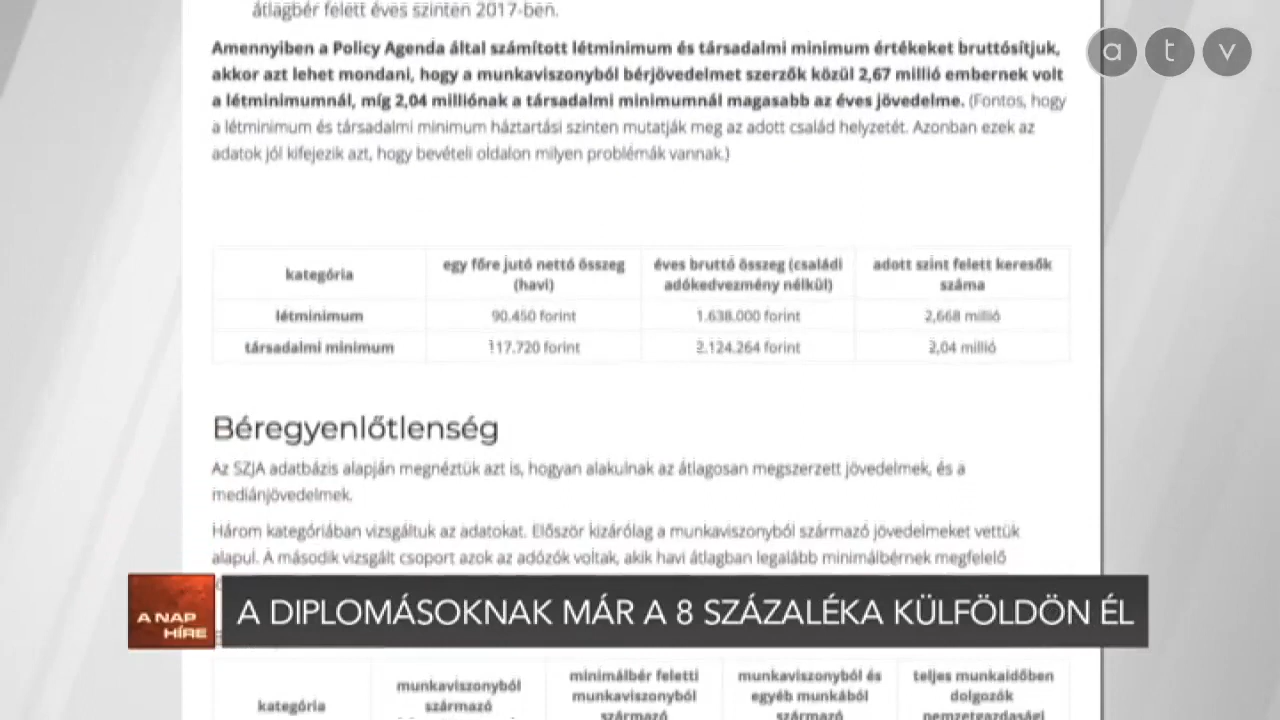 átlagbér felett éves szinten 2017-ben.
Amennyiben a Policy Agenda által számított létminimum és társadalmi minimum értékeket bruttósítjuk,
akkor azt lehet mondani, hogy a munkaviszonyból bérjövedelmet szerzők közül 2,67 millió embernek volt
a létminimumnál, míg 2,04 milliónak a társadalmi minimumnál magasabb az éves jövedelme. (Fontos, hogy
a létminimum és társadalmi minimum háztartási szinten mutatják meg az adott család helyzetét. Azonban ezek az
adatok jól kifejezik azt, hogy bevételi oldalon milyen problémák vannak.)
atv
kategória
egy főre jutó nettó összeg
(havi)
éves bruttó összeg (családi
adókedvezmény nélkül)
adott szint felett keresők
száma
létminimum
90.450 forint
1.638.000 forint
2,668 millió
társadalmi minimum
117.720 forint
2.124.264 forint
2,04 millió
Béregyenlőtlenség
Az SZJA adatbázis alapján megnéztük azt is, hogyan alakulnak az átlagosan megszerzett jövedelmek, és a
mediánjövedelmek.
Három kategóriában vizsgáltuk az adatokat. Először kizárólag a munkaviszonyból származó jövedelmeket vettük
alapul. A második vizsgált csoport azok az adózók voltak, akik havi átlagban legalább minimálbérnek megfelelő
A NAP
HÍRE
A DIPLOMÁSOKNAK MÁR A 8 SZÁZALÉKA KÜLFÖLDÖN ÉL
kategória
munkaviszonyból
származó
minimálbér feletti
munkaviszonyból
származó
munkaviszonyból és
egyéb munkából
származó
teljes munkaidőben
dolgozók
nemzetgazdasági